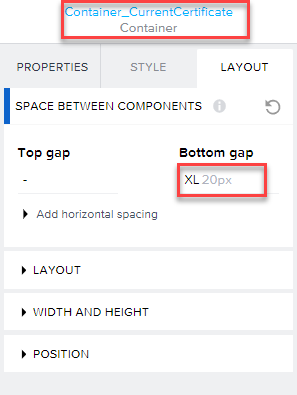 Container_CurrentCertificate
Container
PROPERTIES STYLE LAYOUT
SPACE BETWEEN COMPONENTS
Top gap Bottom gap
- XL 20px
Add horizontal spacing
LAYOUT
WIDTH AND HEIGHT
POSITION